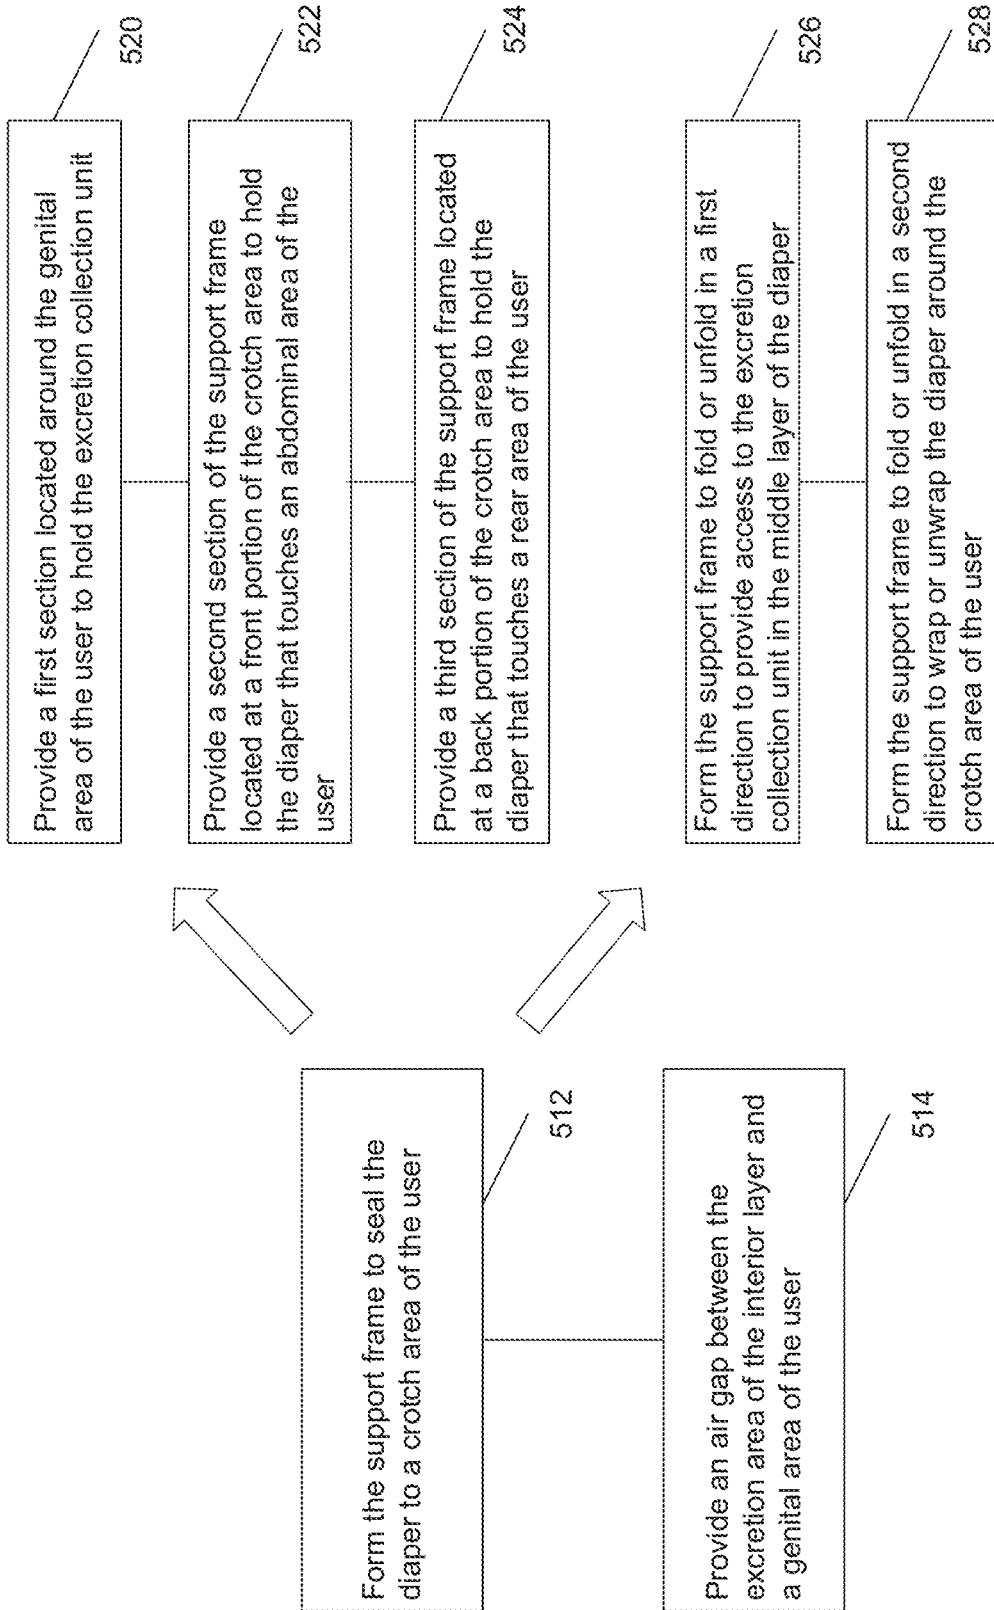 Form the support frame to seal the
diaper to a crotch area of the user
512
Provide an air gap between the
excretion area of the interior layer and
a genital area of the user
514
Provide a first section located around the genital
area of the user to hold the excretion collection unit
520
Provide a second section of the support frame
located at a front portion of the crotch area to hold
the diaper that touches an abdominal area of the
user
522
Provide a third section of the support frame located
at a back portion of the crotch area to hold the
diaper that touches a rear area of the user
524
Form the support frame to fold or unfold in a first
direction to provide access to the excretion
collection unit in the middle layer of the diaper
526
Form the support frame to fold or unfold in a second
direction to wrap or unwrap the diaper around the
crotch area of the user
528